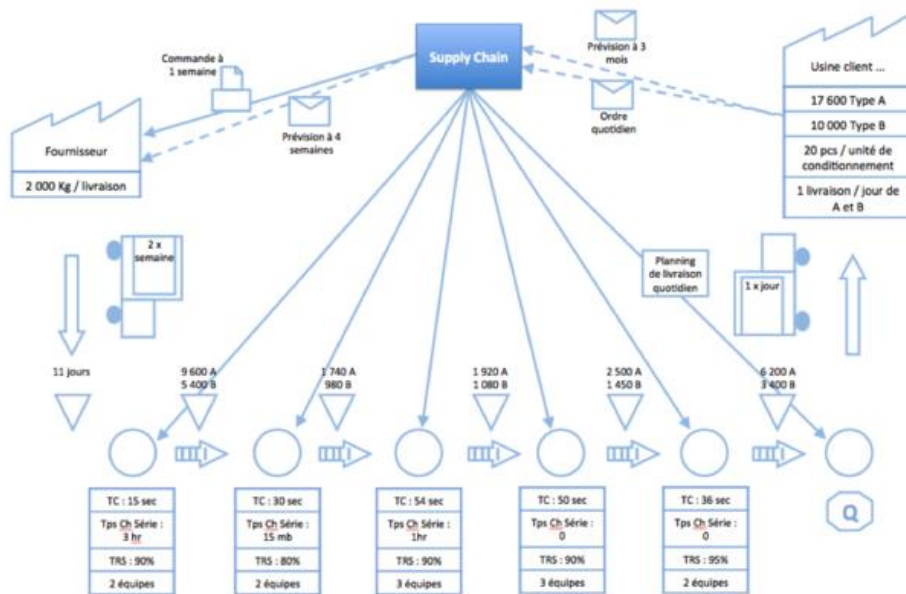 Supply Chain
Prévision à 3
mois
Ordre
quotidien
Commande à
1 semaine
Prévision à 4
semaines
Fournisseur
2 000 Kg / livraison
Usine client ...
17 600 Type A
10 000 Type B
20 pcs / unité de
conditionnement
1 livraison / jour de
A et B
2 x
semaine
Planning
de livraison
quotidien
1 x jour
11 jours
9 600 A
5 400 B
1 740 A
980 B
1 920 A
1 080 B
2 500 A
1 450 B
6 200 A
3 400 B
TC : 15 sec
Tps Ch Série :
3 hr
TRS : 90%
2 équipes
TC : 30 sec
Tps Ch Série :
15 mb
TRS : 80%
2 équipes
TC : 54 sec
Tps Ch Série :
1hr
TRS : 90%
3 équipes
TC : 50 sec
Tps Ch Série :
0
TRS : 90%
3 équipes
TC : 36 sec
Tps Ch Série :
0
TRS : 95%
2 équipes
Q